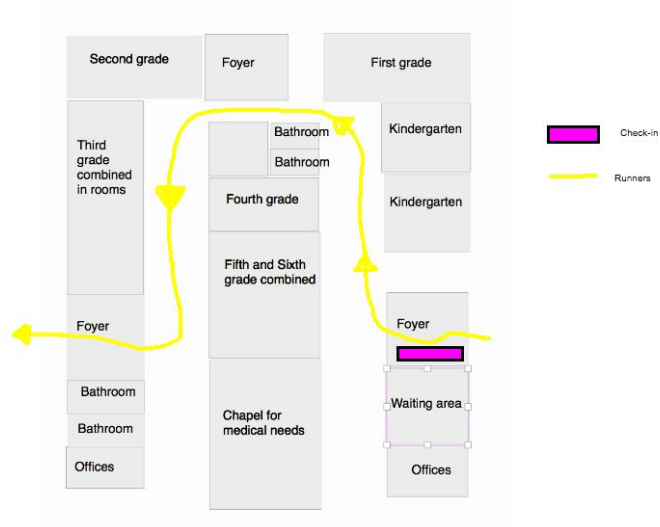 Second grade
Foyer
First grade
Third
grade
combined
in rooms
Bathroom
Bathroom
Kindergarten
Check-in
Runners
Fourth grade
Kindergarten
Fifth and Sixth
grade combined
Foyer
Foyer
Bathroom
Waiting area
Bathroom
Chapel for
medical needs
Offices
Offices